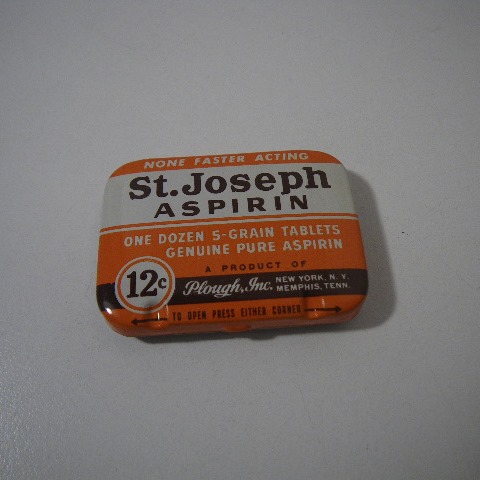 NONE FASTER ACTING
St. Joseph
ASPIRIN
ONE DOZEN 5-GRAIN TABLETS
GENUINE PURE ASPIRIN
A PRODUCT OF
12¢
Plough, Inc. NEW YORK, N.Y.
MEMPHIS, TENN.
TO OPEN PRESS EITHER CORNER